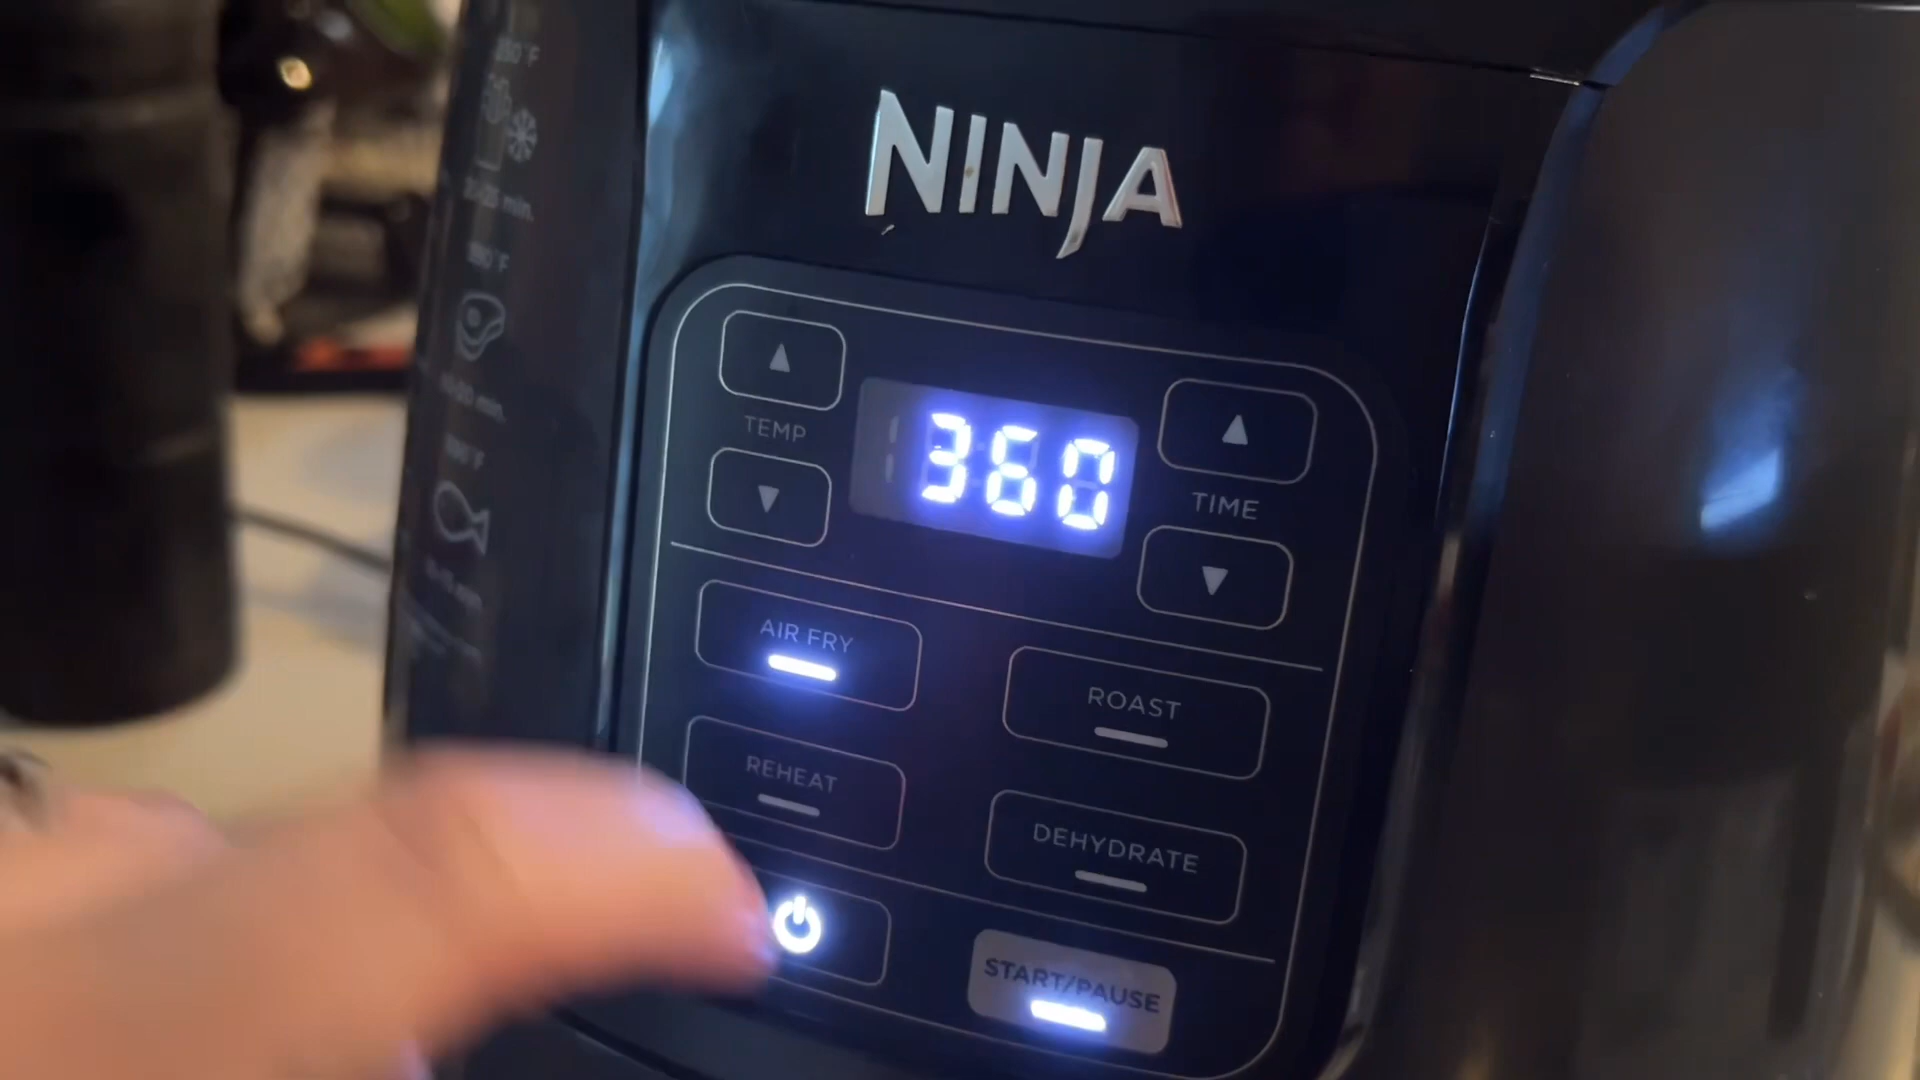 NINJA
TEMP
360
TIME
AIR FRY
ROAST
REHEAT
DEHYDRATE
START/PAUSE